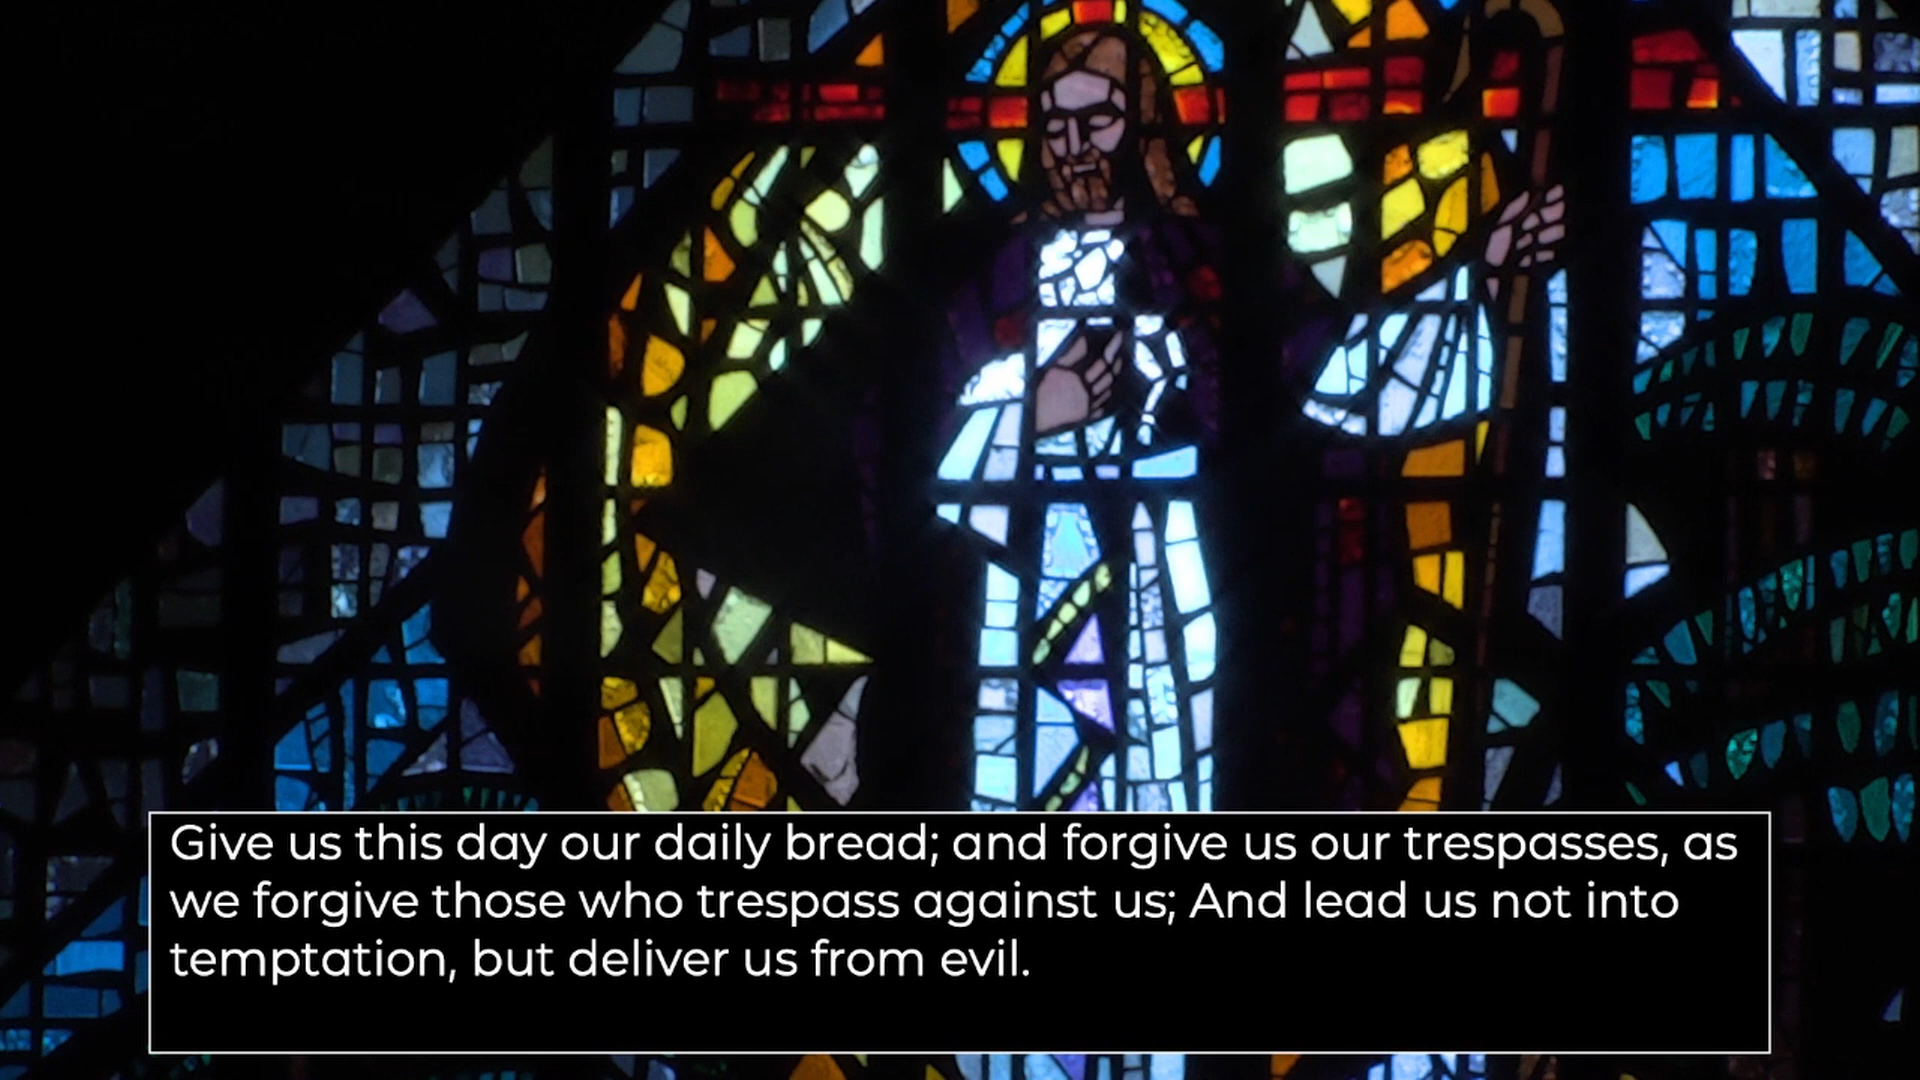 Give us this day our daily bread; and forgive us our trespasses, as
we forgive those who trespass against us; And lead us not into
temptation, but deliver us from evil.